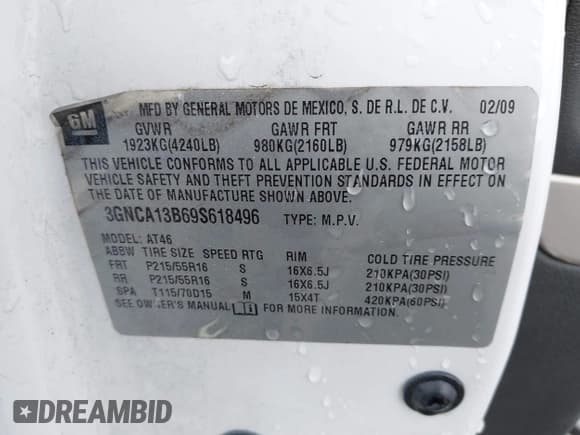 GM
MFD BY GENERAL MOTORS DE MEXICO, S. DE R.L. DE C.V. 02/09
GVWR GAWR FRT GAWR RR
1923KG(4240LB) 980KG(2160LB) 979KG(2158LB)
THIS VEHICLE CONFORMS TO ALL APPLICABLE U.S. FEDERAL MOTOR
VEHICLE SAFETY AND THEFT PREVENTION STANDARDS IN EFFECT ON
THE DATE OF MANUFACTURE SHOWN ABOVE.
3GNCA13B69S618496 TYPE: M.P.V.
MODEL: AT46
ABBW TIRE SIZE SPEED RTG RIM COLD TIRE PRESSURE
FRT P215/55R16 S 16X6.5J 210KPA(30PSI)
RR P215/55R16 S 16X6.5J 210KPA(30PSI)
SPA T115/70D15 M 15X4T 420KPA(60PSI)
SEE OWNER'S MANUAL FOR MORE INFORMATION.
DREAMBID